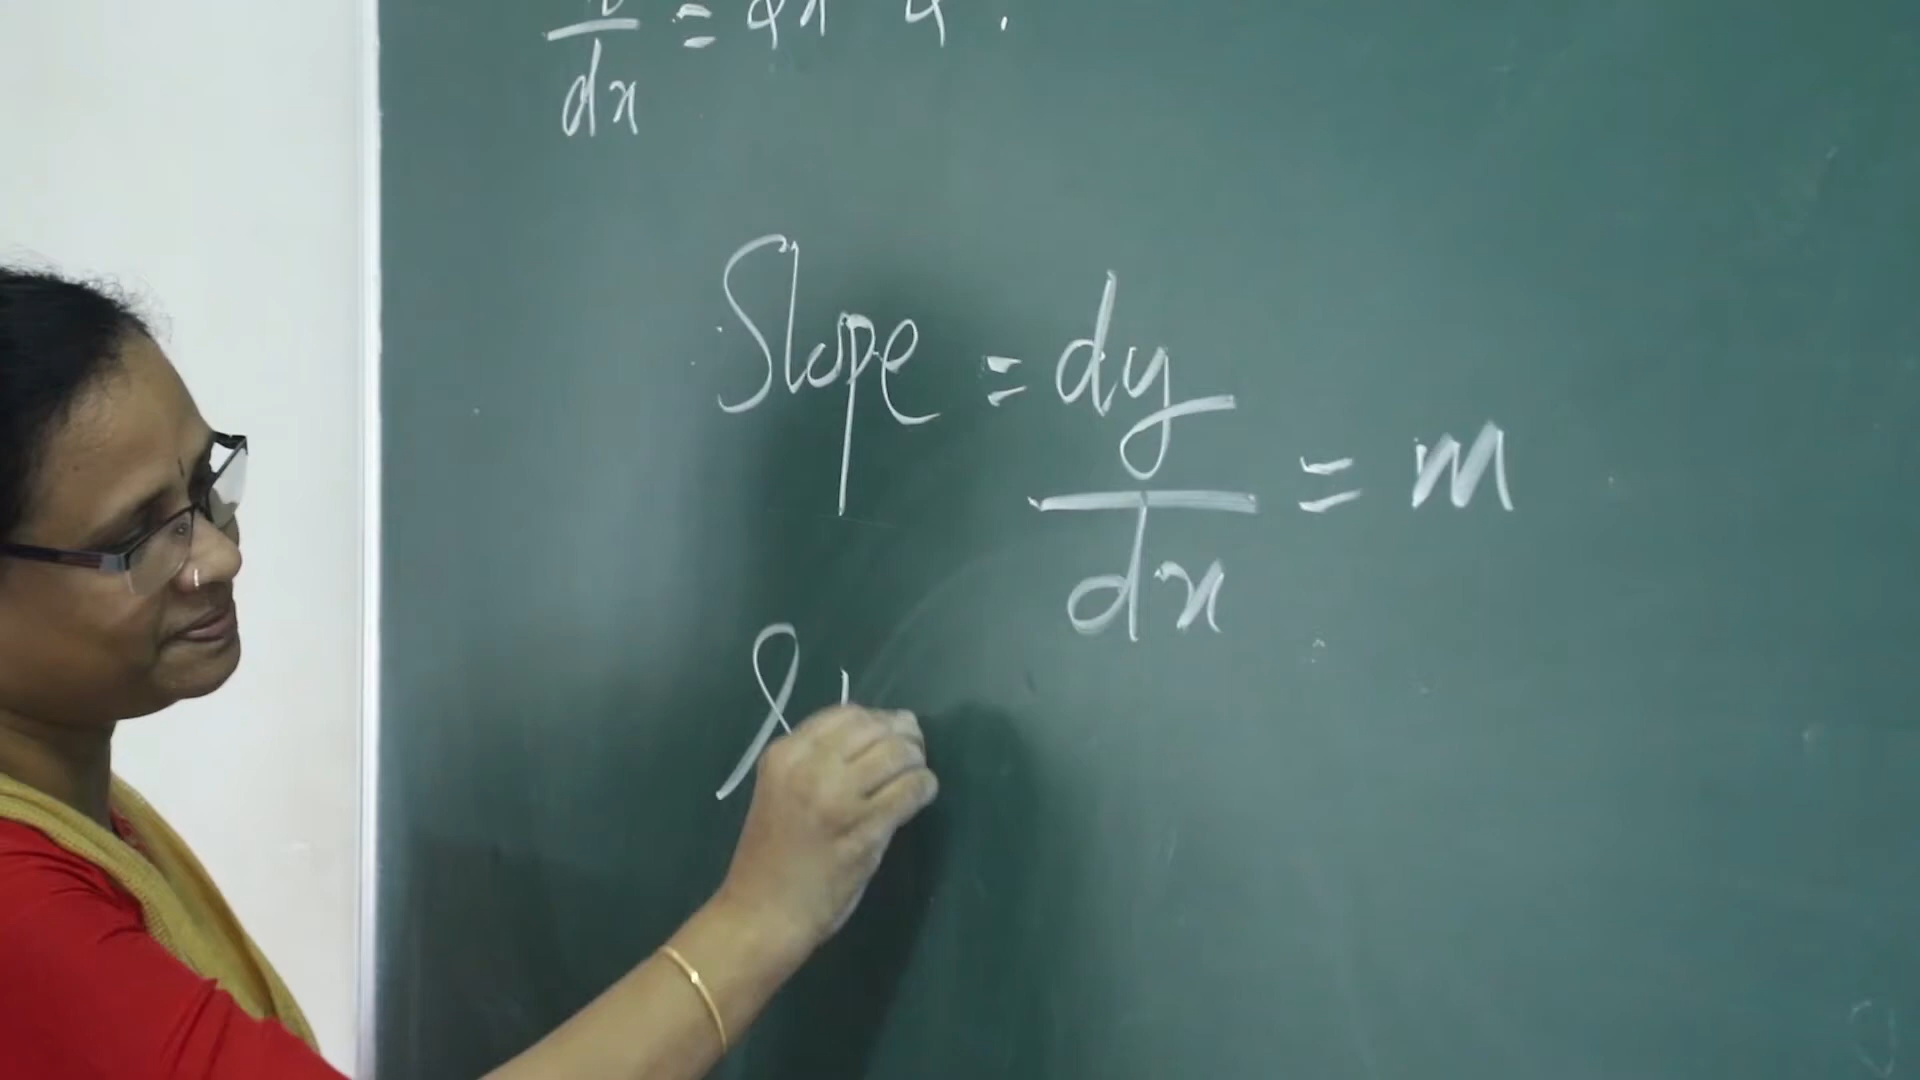 dx =
Slope = dy/dx = m